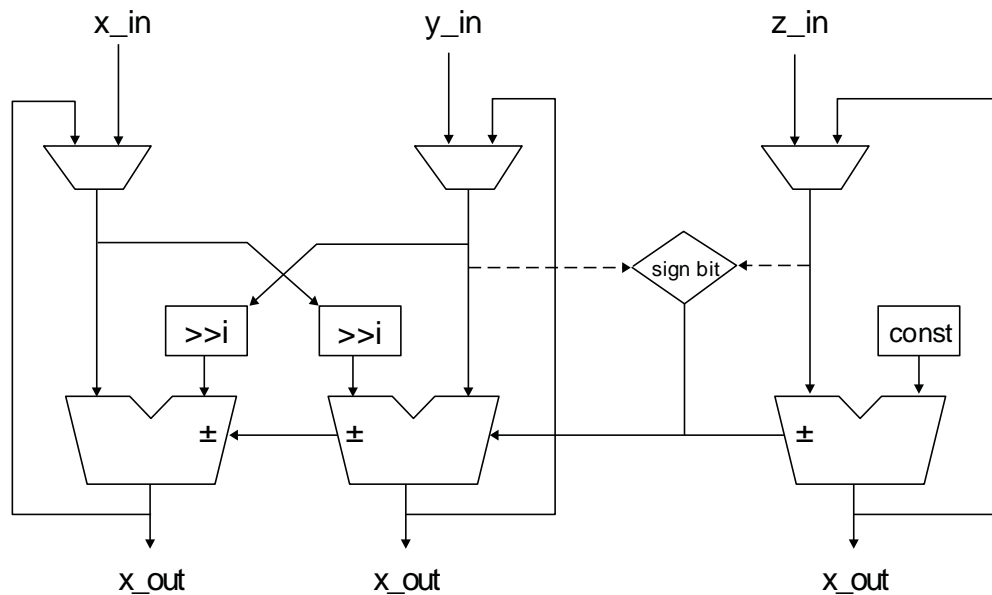 x_in y_in z_in
sign bit
>>i >>i const
± ± ±
x_out x_out x_out